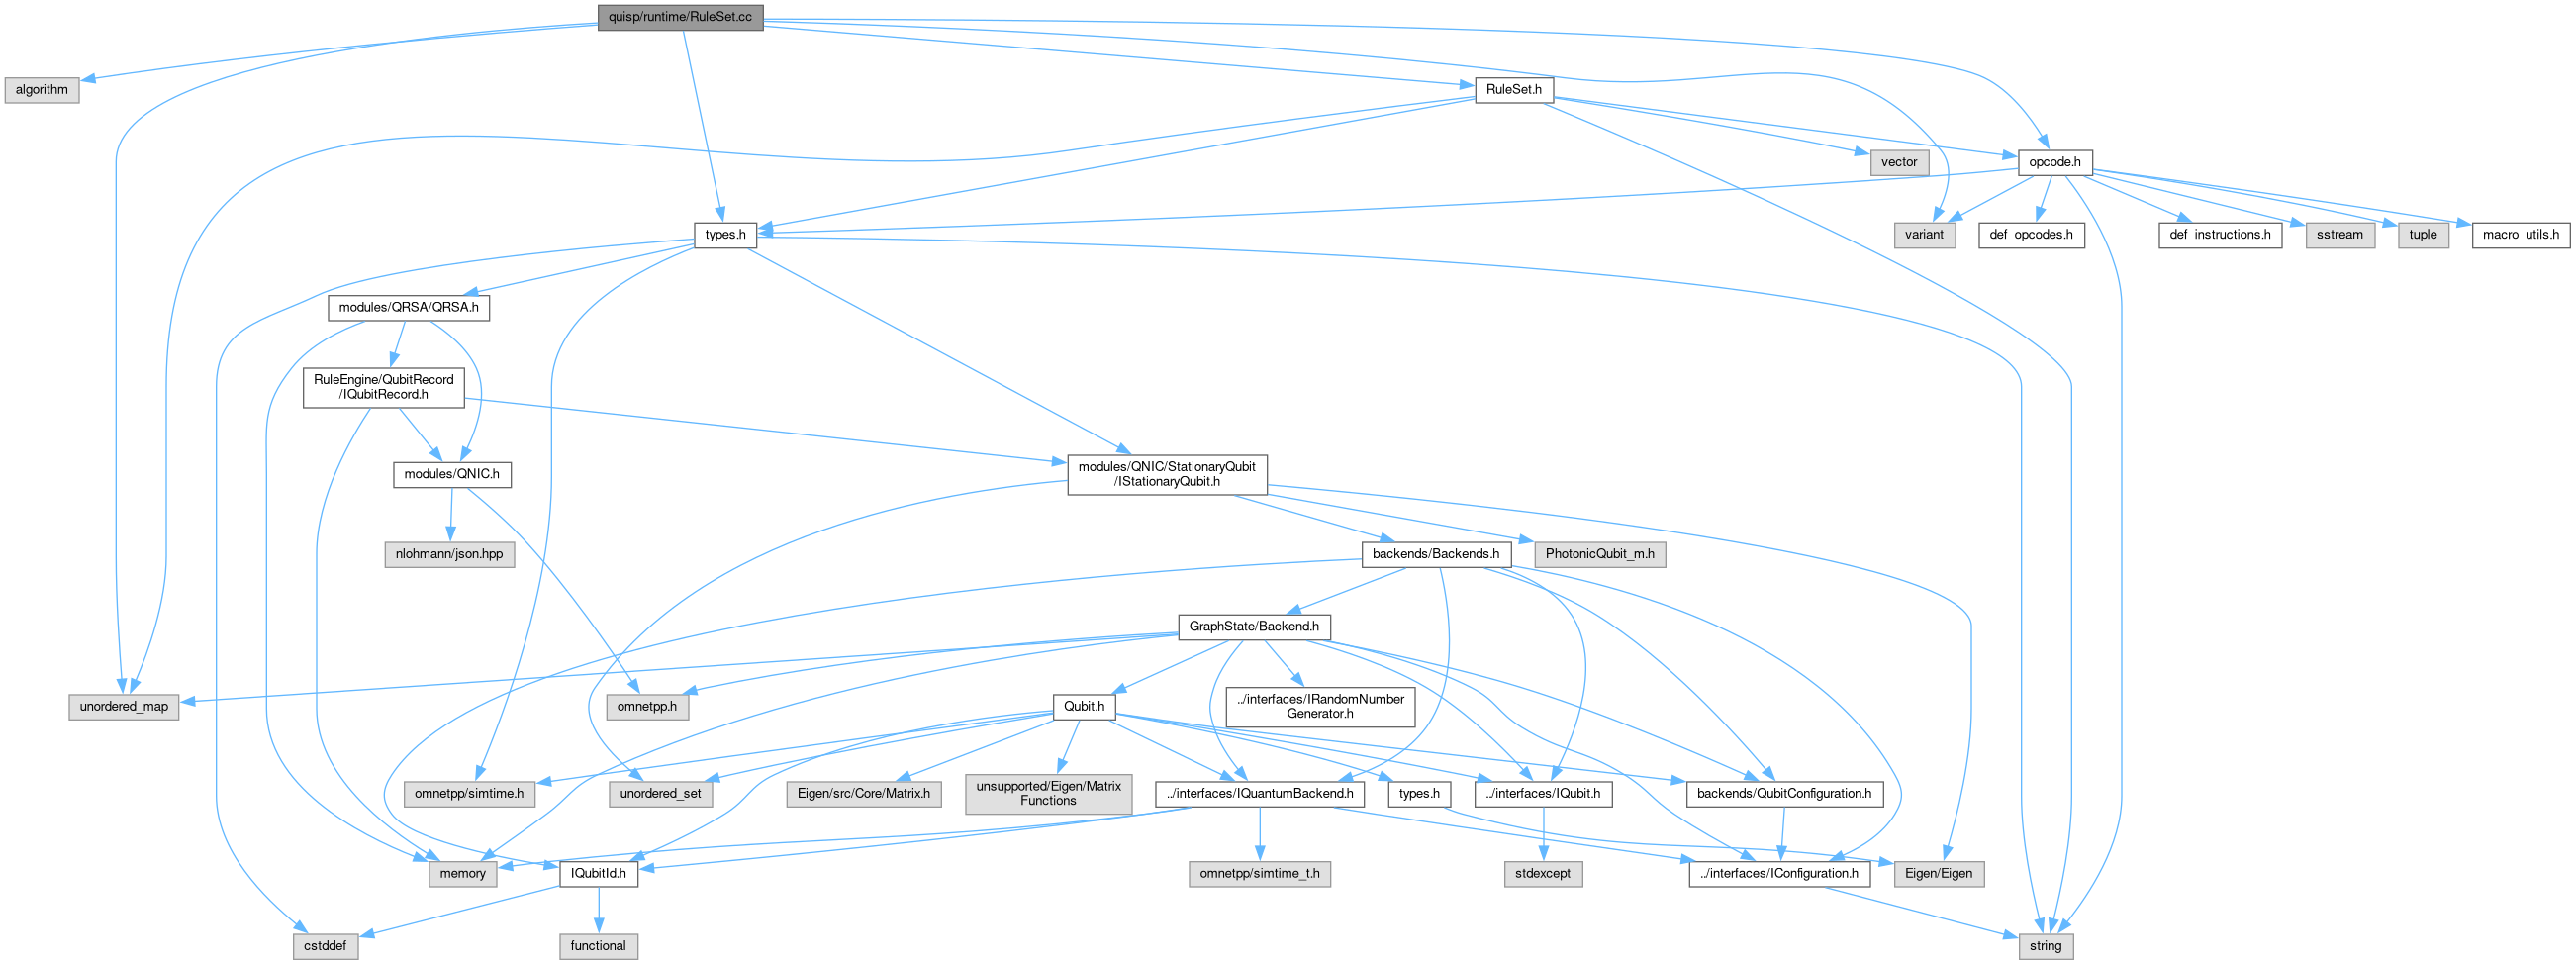 quisp/runtime/RuleSet.cc
algorithm
RuleSet.h
vector
opcode.h
types.h
variant
def_opcodes.h
def_instructions.h
sstream
tuple
macro_utils.h
modules/QRSA/QRSA.h
RuleEngine/QubitRecord
/IQubitRecord.h
modules/QNIC.h
modules/QNIC/StationaryQubit
/IStationaryQubit.h
nlohmann/json.hpp
backends/Backends.h
PhotonicQubit_m.h
GraphState/Backend.h
unordered_map
omnetpp.h
Qubit.h
../interfaces/IRandomNumber
Generator.h
omnetpp/simtime.h
unordered_set
Eigen/src/Core/Matrix.h
unsupported/Eigen/Matrix
Functions
../interfaces/IQuantumBackend.h
types.h
../interfaces/IQubit.h
backends/QubitConfiguration.h
memory
IQubitId.h
omnetpp/simtime_t.h
stdexcept
../interfaces/IConfiguration.h
Eigen/Eigen
cstddef
functional
string